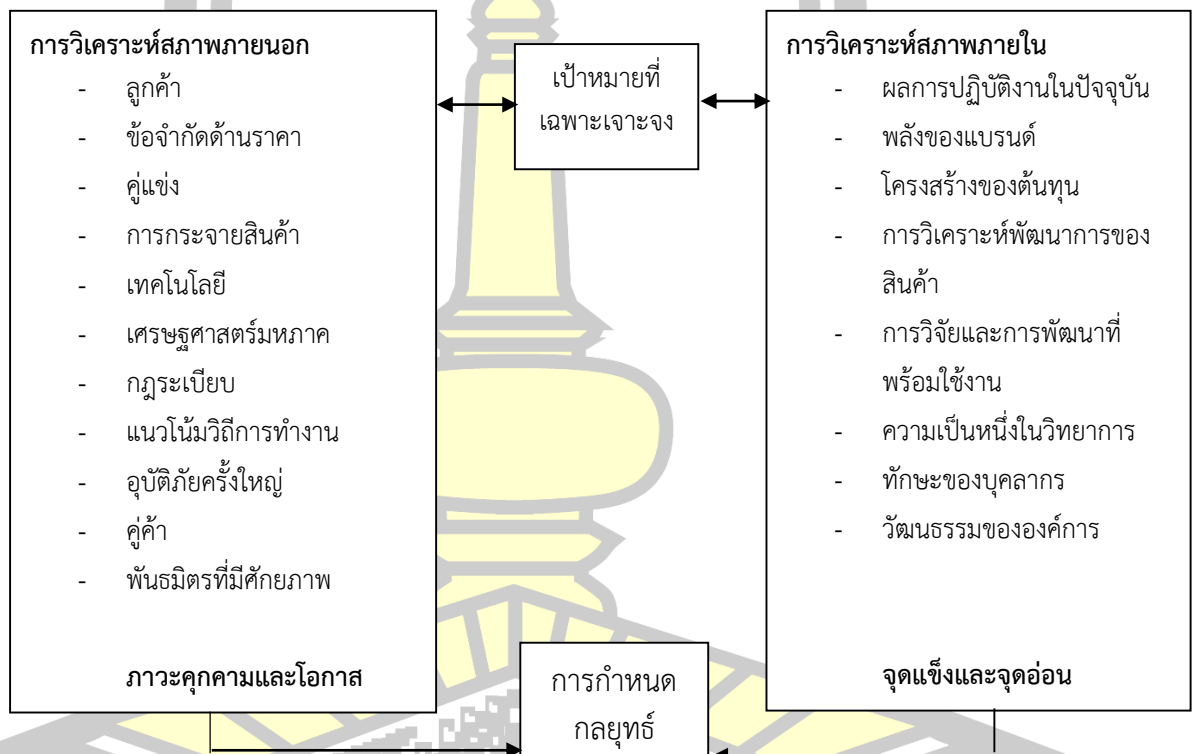 การวิเคราะห์สภาพภายนอก
- ลูกค้า
- ข้อจำกัดด้านราคา
- คู่แข่ง
- การกระจายสินค้า
- เทคโนโลยี
- เศรษฐศาสตร์มหภาค
- กฎระเบียบ
- แนวโน้มวิถีการทำงาน
- อุบัติภัยครั้งใหญ่
- คู่ค้า
- พันธมิตรที่มีศักยภาพ
ภาวะคุกคามและโอกาส
เป้าหมายที่
เฉพาะเจาะจง
การวิเคราะห์สภาพภายใน
- ผลการปฏิบัติงานในปัจจุบัน
- พลังของแบรนด์
- โครงสร้างของต้นทุน
- การวิเคราะห์พัฒนาการของ
สินค้า
- การวิจัยและการพัฒนาที่
พร้อมใช้งาน
- ความเป็นหนึ่งในวิทยาการ
- ทักษะของบุคลากร
- วัฒนธรรมขององค์การ
จุดแข็งและจุดอ่อน
การกำหนด
กลยุทธ์